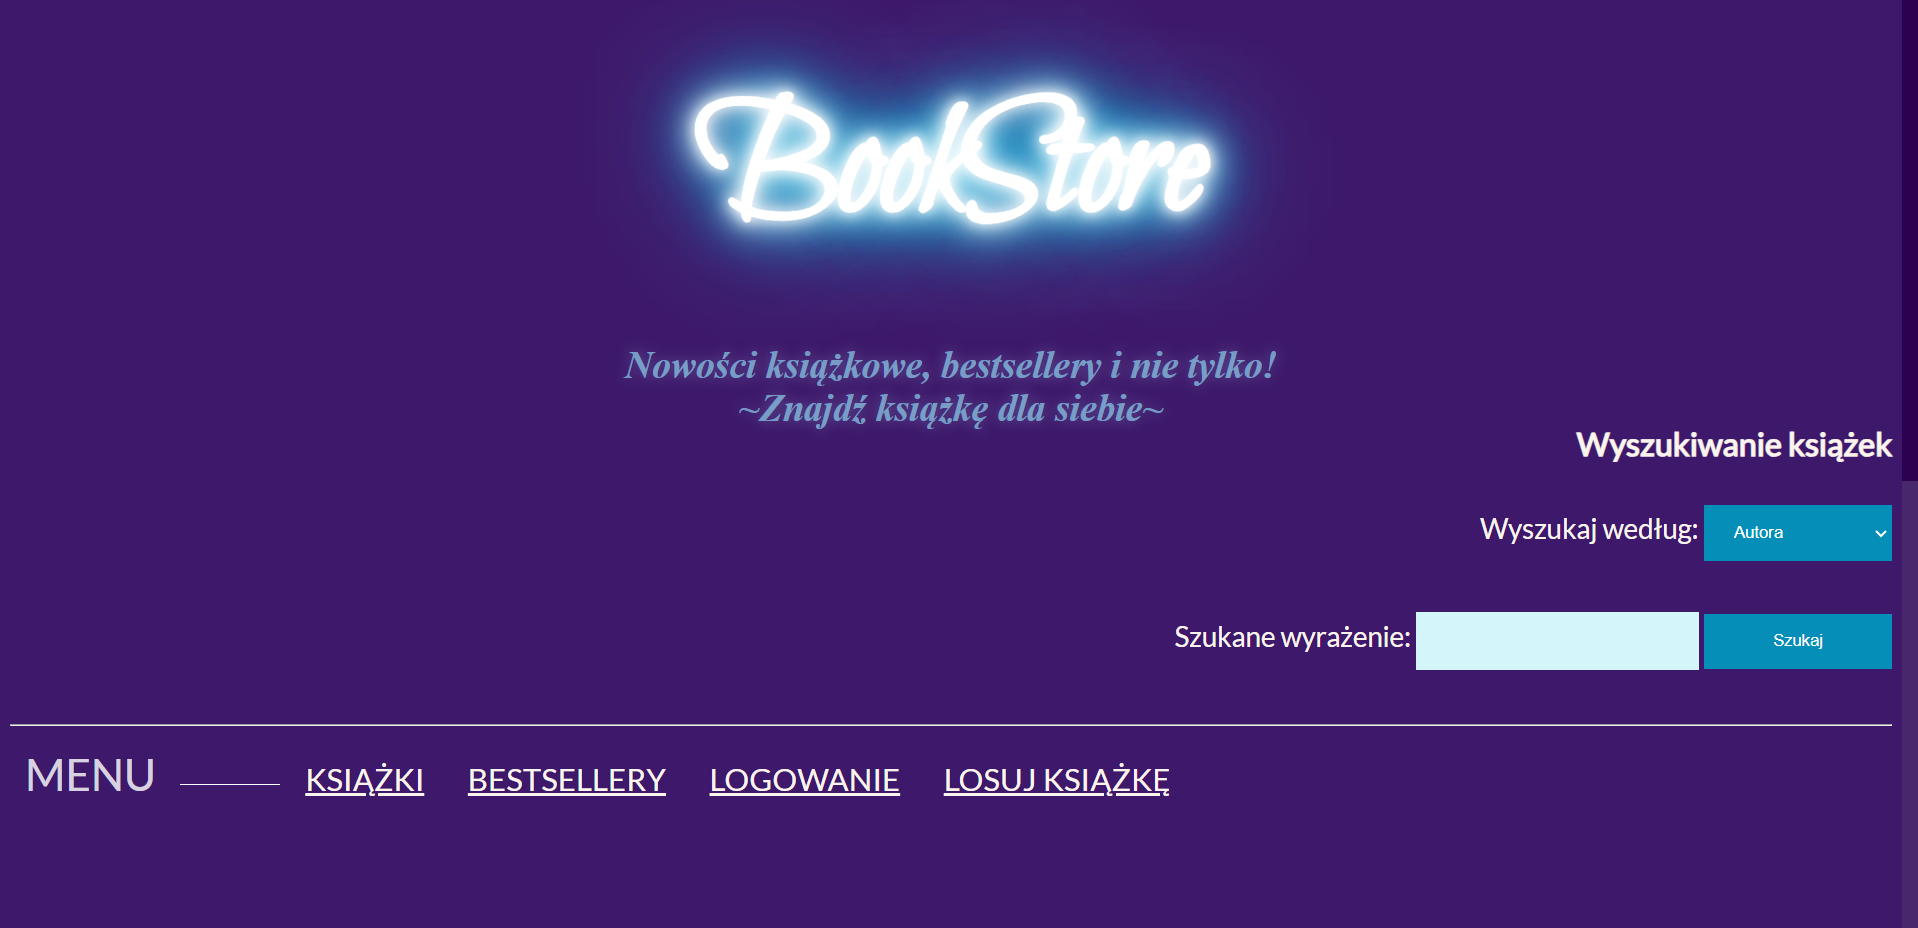 BookStore
Nowości książkowe, bestsellery i nie tylko!
~Znajdź książkę dla siebie~
Wyszukiwanie książek
Wyszukaj według: Autora
Szukane wyrażenie: Szukaj
MENU KSIĄŻKI BESTSELLERY LOGOWANIE LOSUJ KSIĄŻKĘ